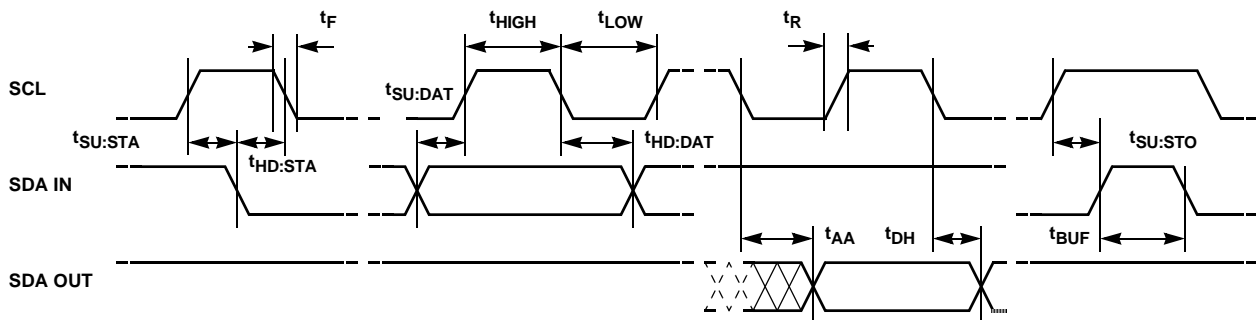 tF
tHIGH
tLOW
tR
SCL
tSU:DAT
tSU:STA
tHD:STA
tHD:DAT
tSU:STO
SDA IN
tAA
tDH
tBUF
SDA OUT